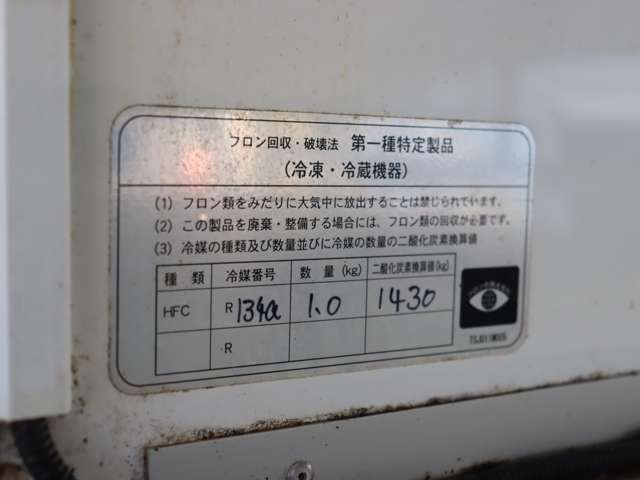 フロン回収・破壊法 第一種特定製品
(冷凍・冷蔵機器)
(1) フロン類をみだりに大気中に放出することは禁じられています。
(2) この製品を廃棄・整備する場合には、フロン類の回収が必要です。
(3) 冷媒の種類及び数量並びに冷媒の数量の二酸化炭素換算値
種類 冷媒番号 数量(kg) 二酸化炭素換算値(kg)
HFC R134a 1.0 1430
R